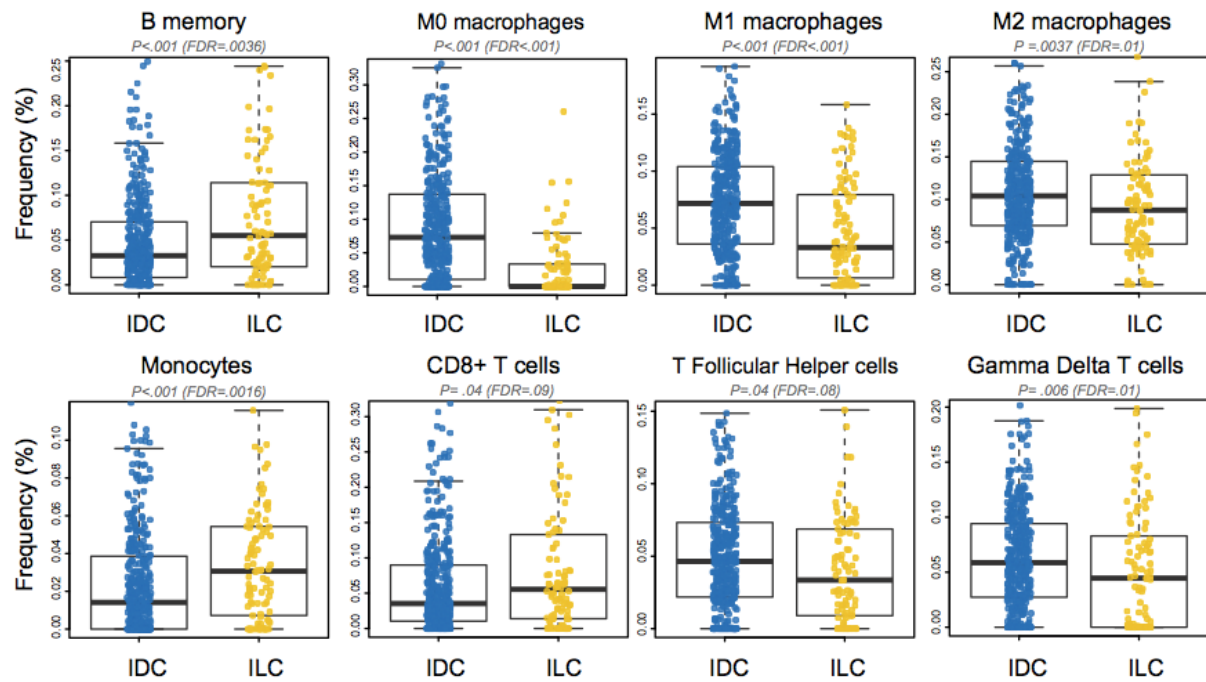 B memory
P<.001 (FDR=.0036)
M0 macrophages
P<.001 (FDR<.001)
M1 macrophages
P<.001 (FDR<.001)
M2 macrophages
P =.0037 (FDR=.01)
Frequency (%)
0.25
0.20
0.15
0.10
0.05
0.00
0.30
0.25
0.20
0.15
0.10
0.05
0.00
0.15
0.10
0.05
0.00
0.25
0.20
0.15
0.10
0.05
0.00
IDC ILC
IDC ILC
IDC ILC
IDC ILC
Monocytes
P<.001 (FDR=.0016)
CD8+ T cells
P= .04 (FDR=.09)
T Follicular Helper cells
P=.04 (FDR=.08)
Gamma Delta T cells
P= .006 (FDR=.01)
Frequency (%)
0.10
0.08
0.06
0.04
0.02
0.00
0.30
0.25
0.20
0.15
0.10
0.05
0.00
0.15
0.10
0.05
0.00
0.20
0.15
0.10
0.05
0.00
IDC ILC
IDC ILC
IDC ILC
IDC ILC